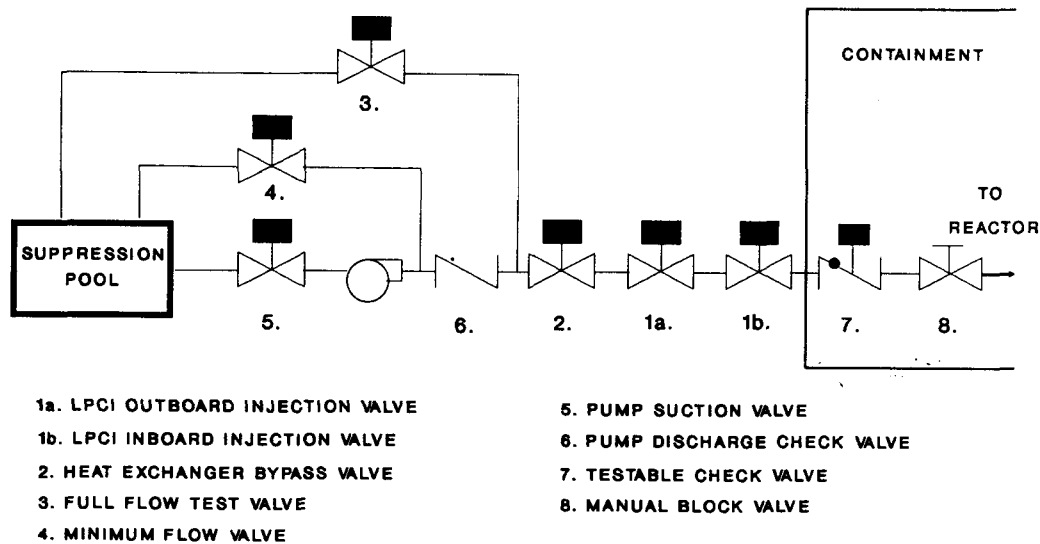 CONTAINMENT
3.
4.
TO
REACTOR
SUPPRESSION
POOL
5.
6.
2.
1a.
1b.
7.
8.
1a. LPCI OUTBOARD INJECTION VALVE
1b. LPCI INBOARD INJECTION VALVE
2. HEAT EXCHANGER BYPASS VALVE
3. FULL FLOW TEST VALVE
4. MINIMUM FLOW VALVE
5. PUMP SUCTION VALVE
6. PUMP DISCHARGE CHECK VALVE
7. TESTABLE CHECK VALVE
8. MANUAL BLOCK VALVE